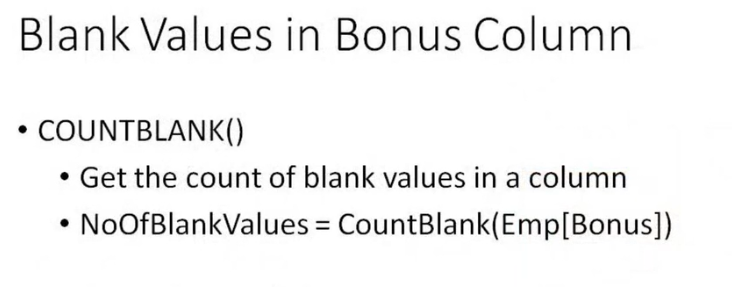 Blank Values in Bonus Column
• COUNTBLANK()
• Get the count of blank values in a column
• NoOfBlankValues = CountBlank(Emp[Bonus])